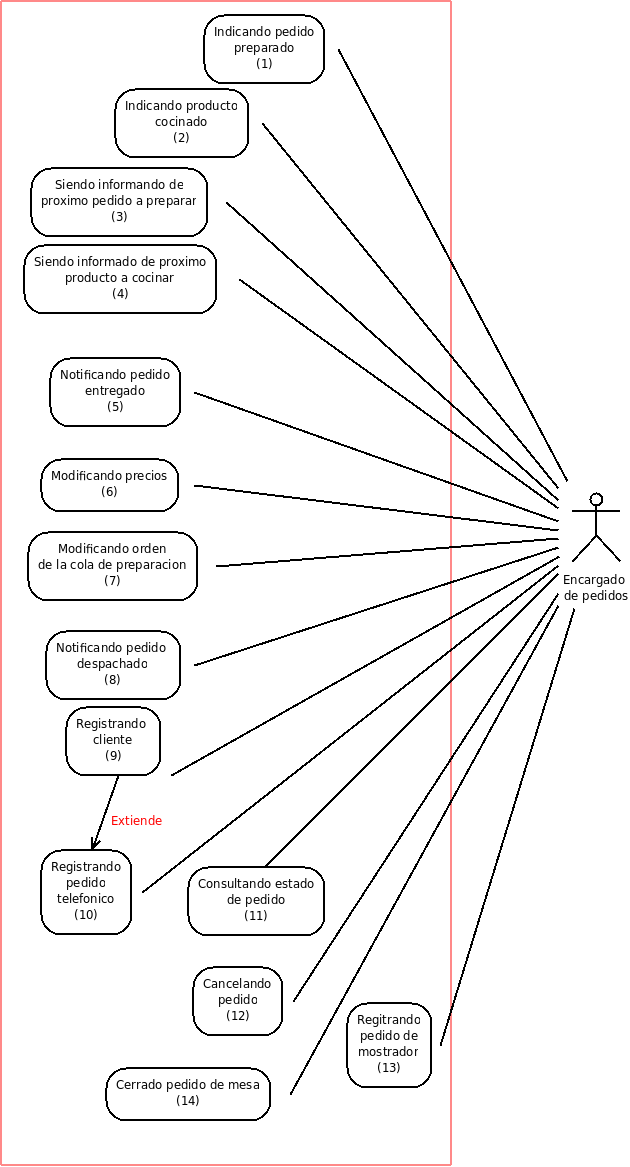 Indicando pedido
preparado
(1)
Indicando producto
cocinado
(2)
Siendo informando de
proximo pedido a preparar
(3)
Siendo informado de proximo
producto a cocinar
(4)
Notificando pedido
entregado
(5)
Modificando precios
(6)
Modificando orden
de la cola de preparacion
(7)
Encargado
de pedidos
Notificando pedido
despachado
(8)
Registrando
cliente
(9)
Extiende
Registrando
pedido
telefonico
(10)
Consultando estado
de pedido
(11)
Cancelando
pedido
(12)
Regitrando
pedido de
mostrador
(13)
Cerrado pedido de mesa
(14)